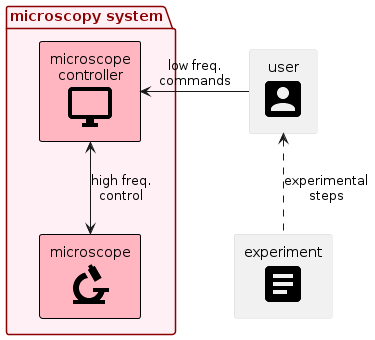 microscopy system
microscope
controller
low freq.
commands
user
high freq.
control
experimental
steps
microscope
experiment